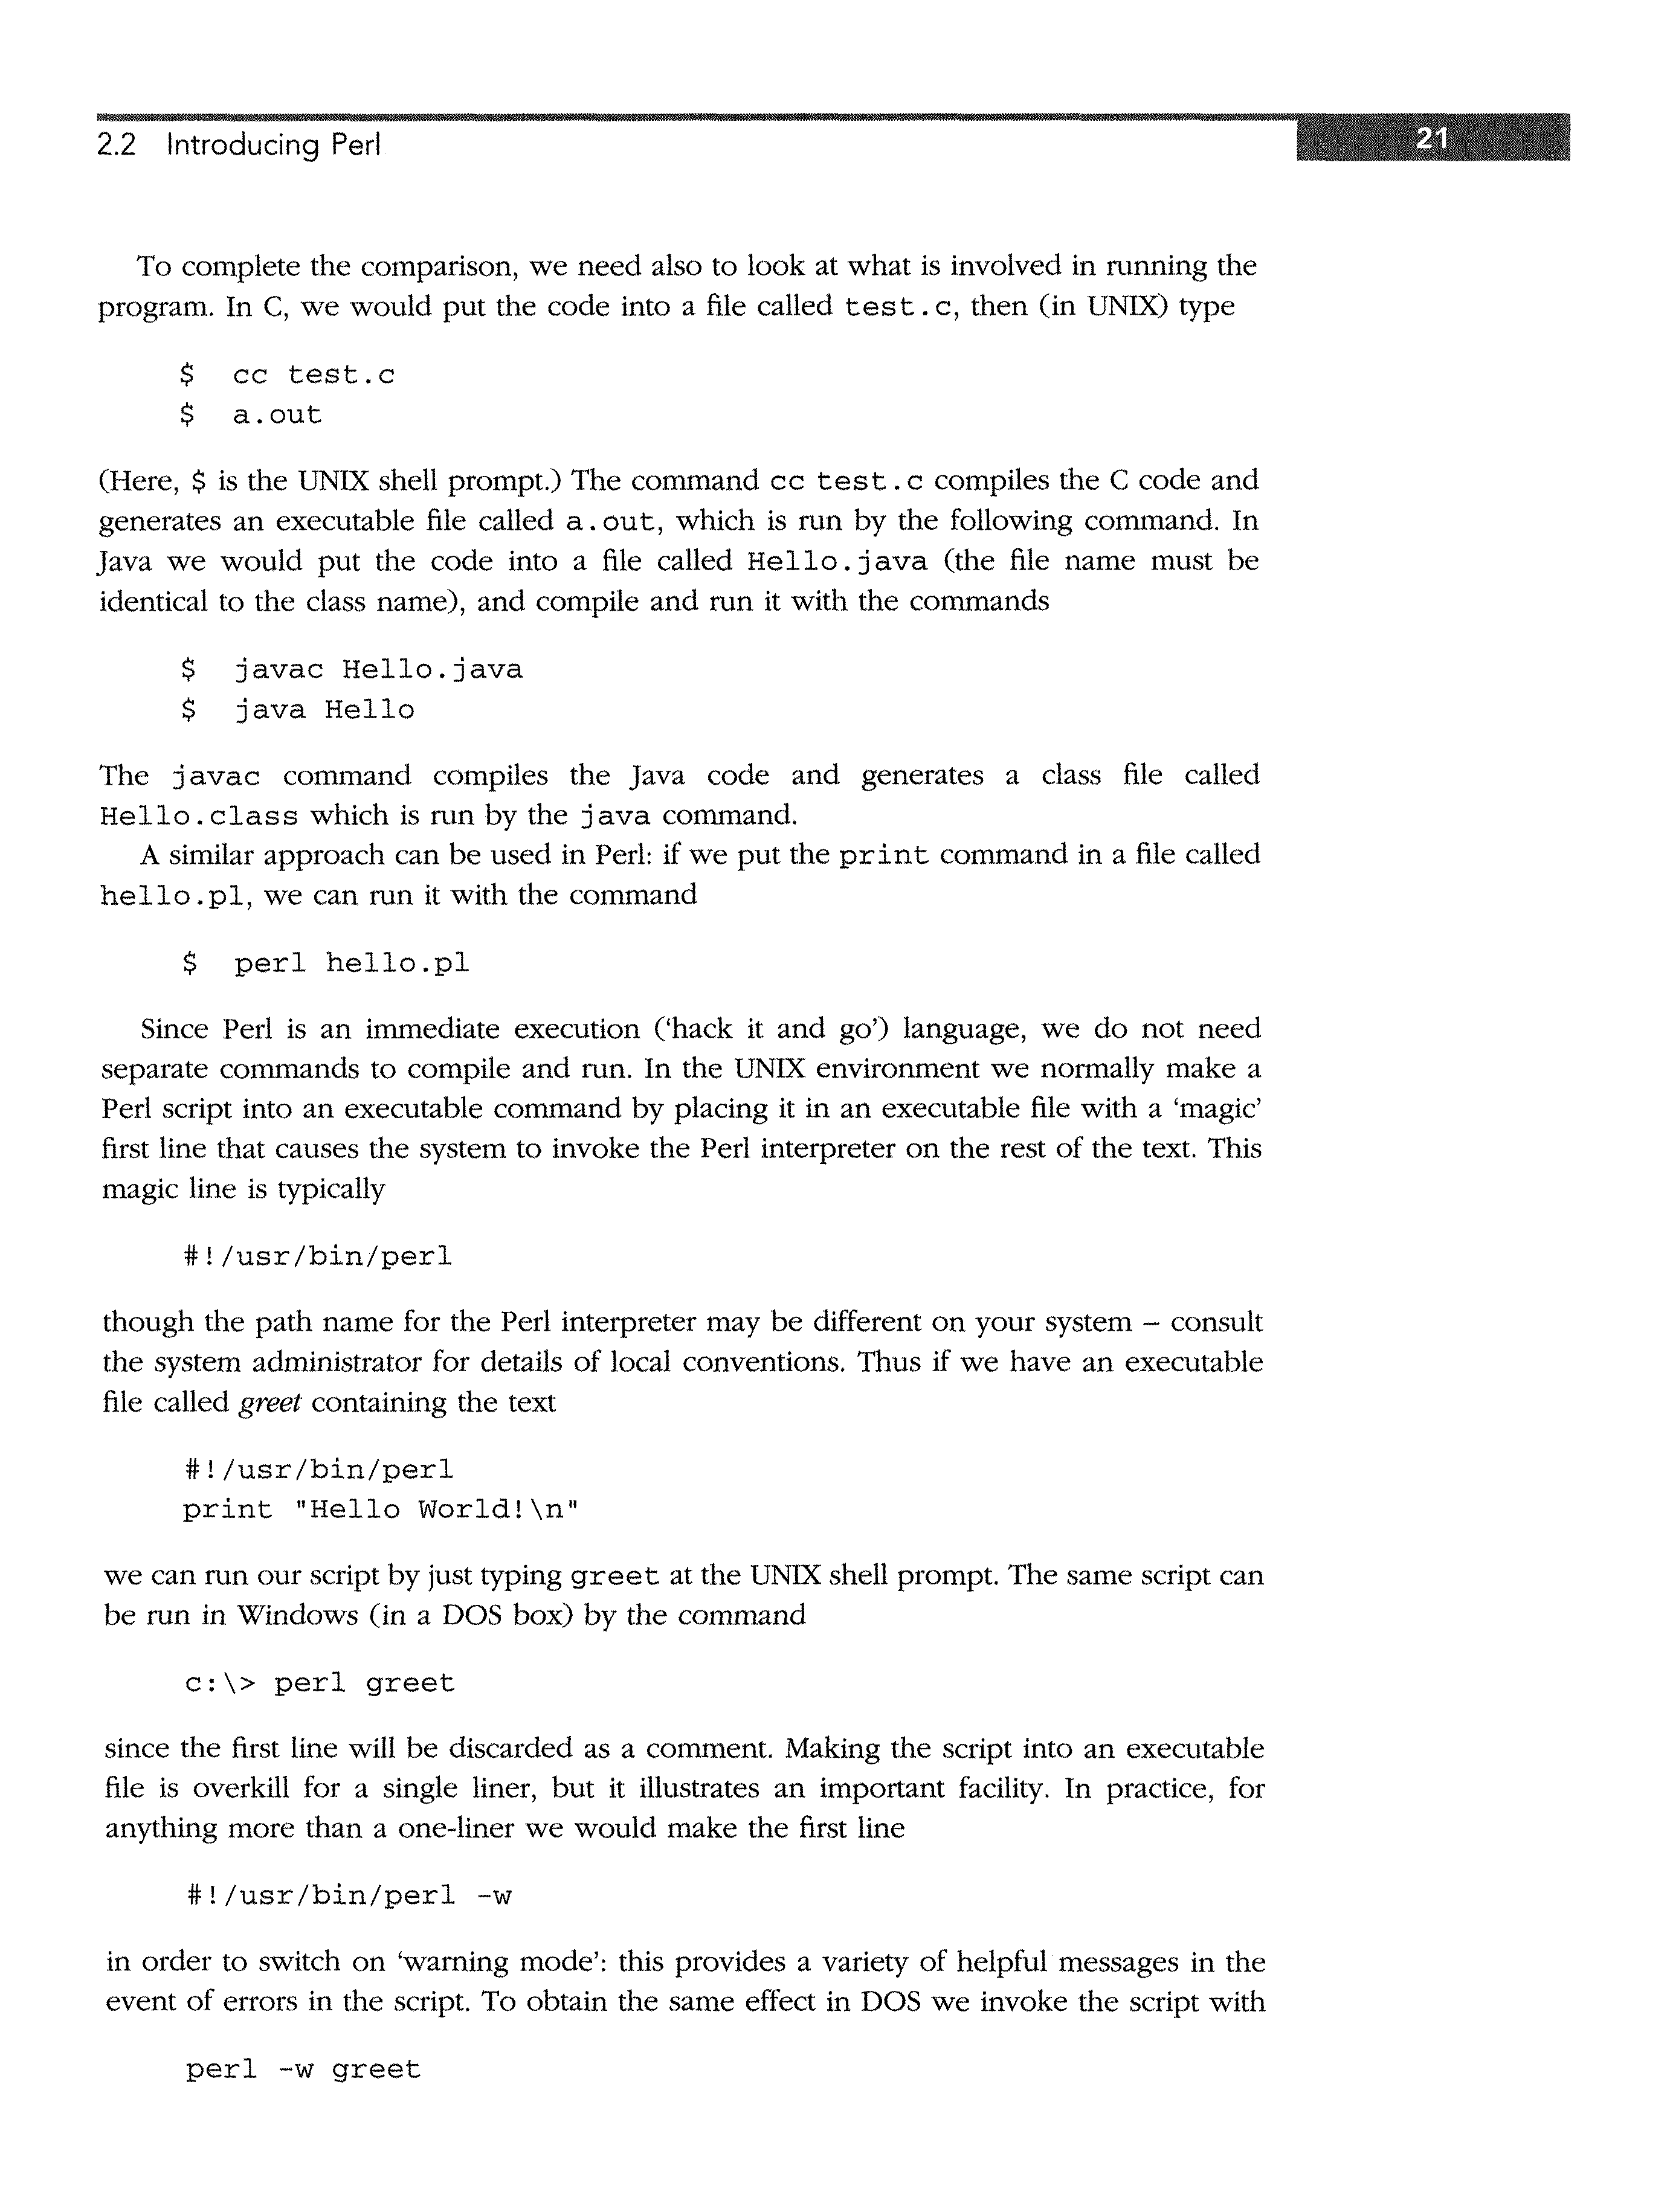 2.2 Introducing Perl
21
To complete the comparison, we need also to look at what is involved in running the
program. In C, we would put the code into a file called test.c, then (in UNIX) type
$ cc test.c
$ a.out
(Here, $ is the UNIX shell prompt.) The command cc test.c compiles the C code and
generates an executable file called a.out, which is run by the following command. In
Java we would put the code into a file called Hello.java (the file name must be
identical to the class name), and compile and run it with the commands
$ javac Hello.java
$ java Hello
The javac command compiles the Java code and generates a class file called
Hello.class which is run by the java command.
A similar approach can be used in Perl: if we put the print command in a file called
hello.pl, we can run it with the command
$ perl hello.pl
Since Perl is an immediate execution ('hack it and go') language, we do not need
separate commands to compile and run. In the UNIX environment we normally make a
Perl script into an executable command by placing it in an executable file with a 'magic'
first line that causes the system to invoke the Perl interpreter on the rest of the text. This
magic line is typically
#!/usr/bin/perl
though the path name for the Perl interpreter may be different on your system – consult
the system administrator for details of local conventions. Thus if we have an executable
file called greet containing the text
#!/usr/bin/perl
print "Hello World!\n"
we can run our script by just typing greet at the UNIX shell prompt. The same script can
be run in Windows (in a DOS box) by the command
c:\> perl greet
since the first line will be discarded as a comment. Making the script into an executable
file is overkill for a single liner, but it illustrates an important facility. In practice, for
anything more than a one-liner we would make the first line
#!/usr/bin/perl -w
in order to switch on 'warning mode': this provides a variety of helpful messages in the
event of errors in the script. To obtain the same effect in DOS we invoke the script with
perl -w greet